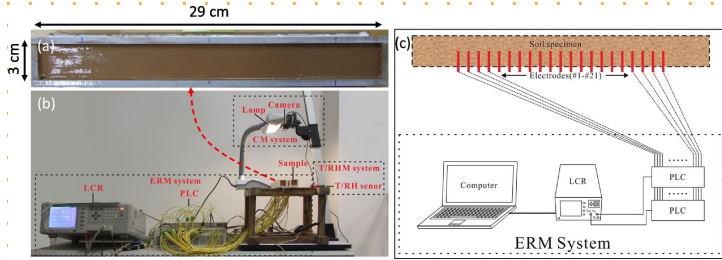 29 cm
3 cm
(a)
(b)
Lamp
Camera
CM system
Sample
T/RHM system
T/RH senor
ERM system
PLC
LCR
(c)
Soil specimen
Electrodes(#1-#21)
Computer
LCR
PLC
PLC
ERM System